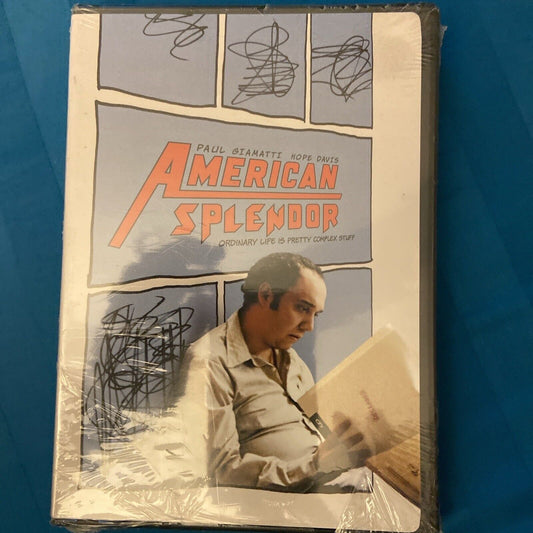 PAUL GIAMATTI HOPE DAVIS
AMERICAN
SPLENDOR
ORDINARY LIFE IS PRETTY COMPLEX STUFF